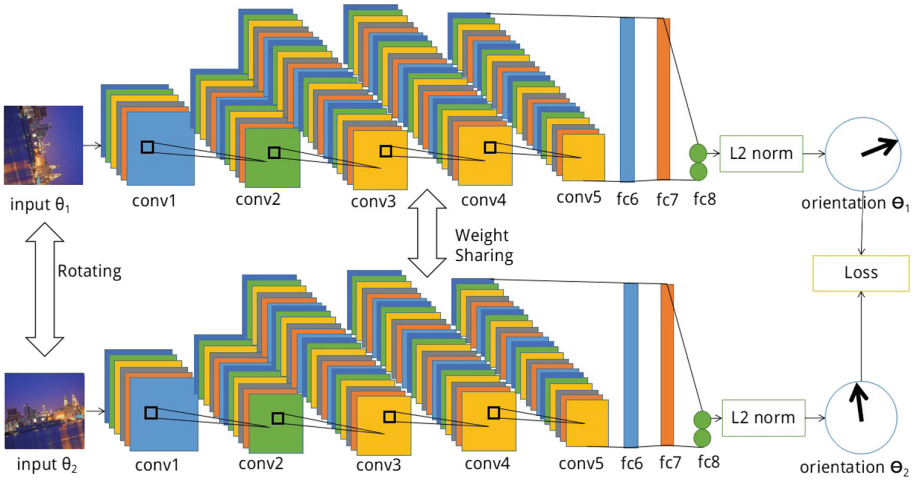 conv1 conv2 conv3 conv4 conv5 fc6 fc7 fc8
L2 norm
input θ₁
orientation ϴ₁
Rotating
Weight
Sharing
Loss
conv1 conv2 conv3 conv4 conv5 fc6 fc7 fc8
L2 norm
input θ₂
orientation ϴ₂